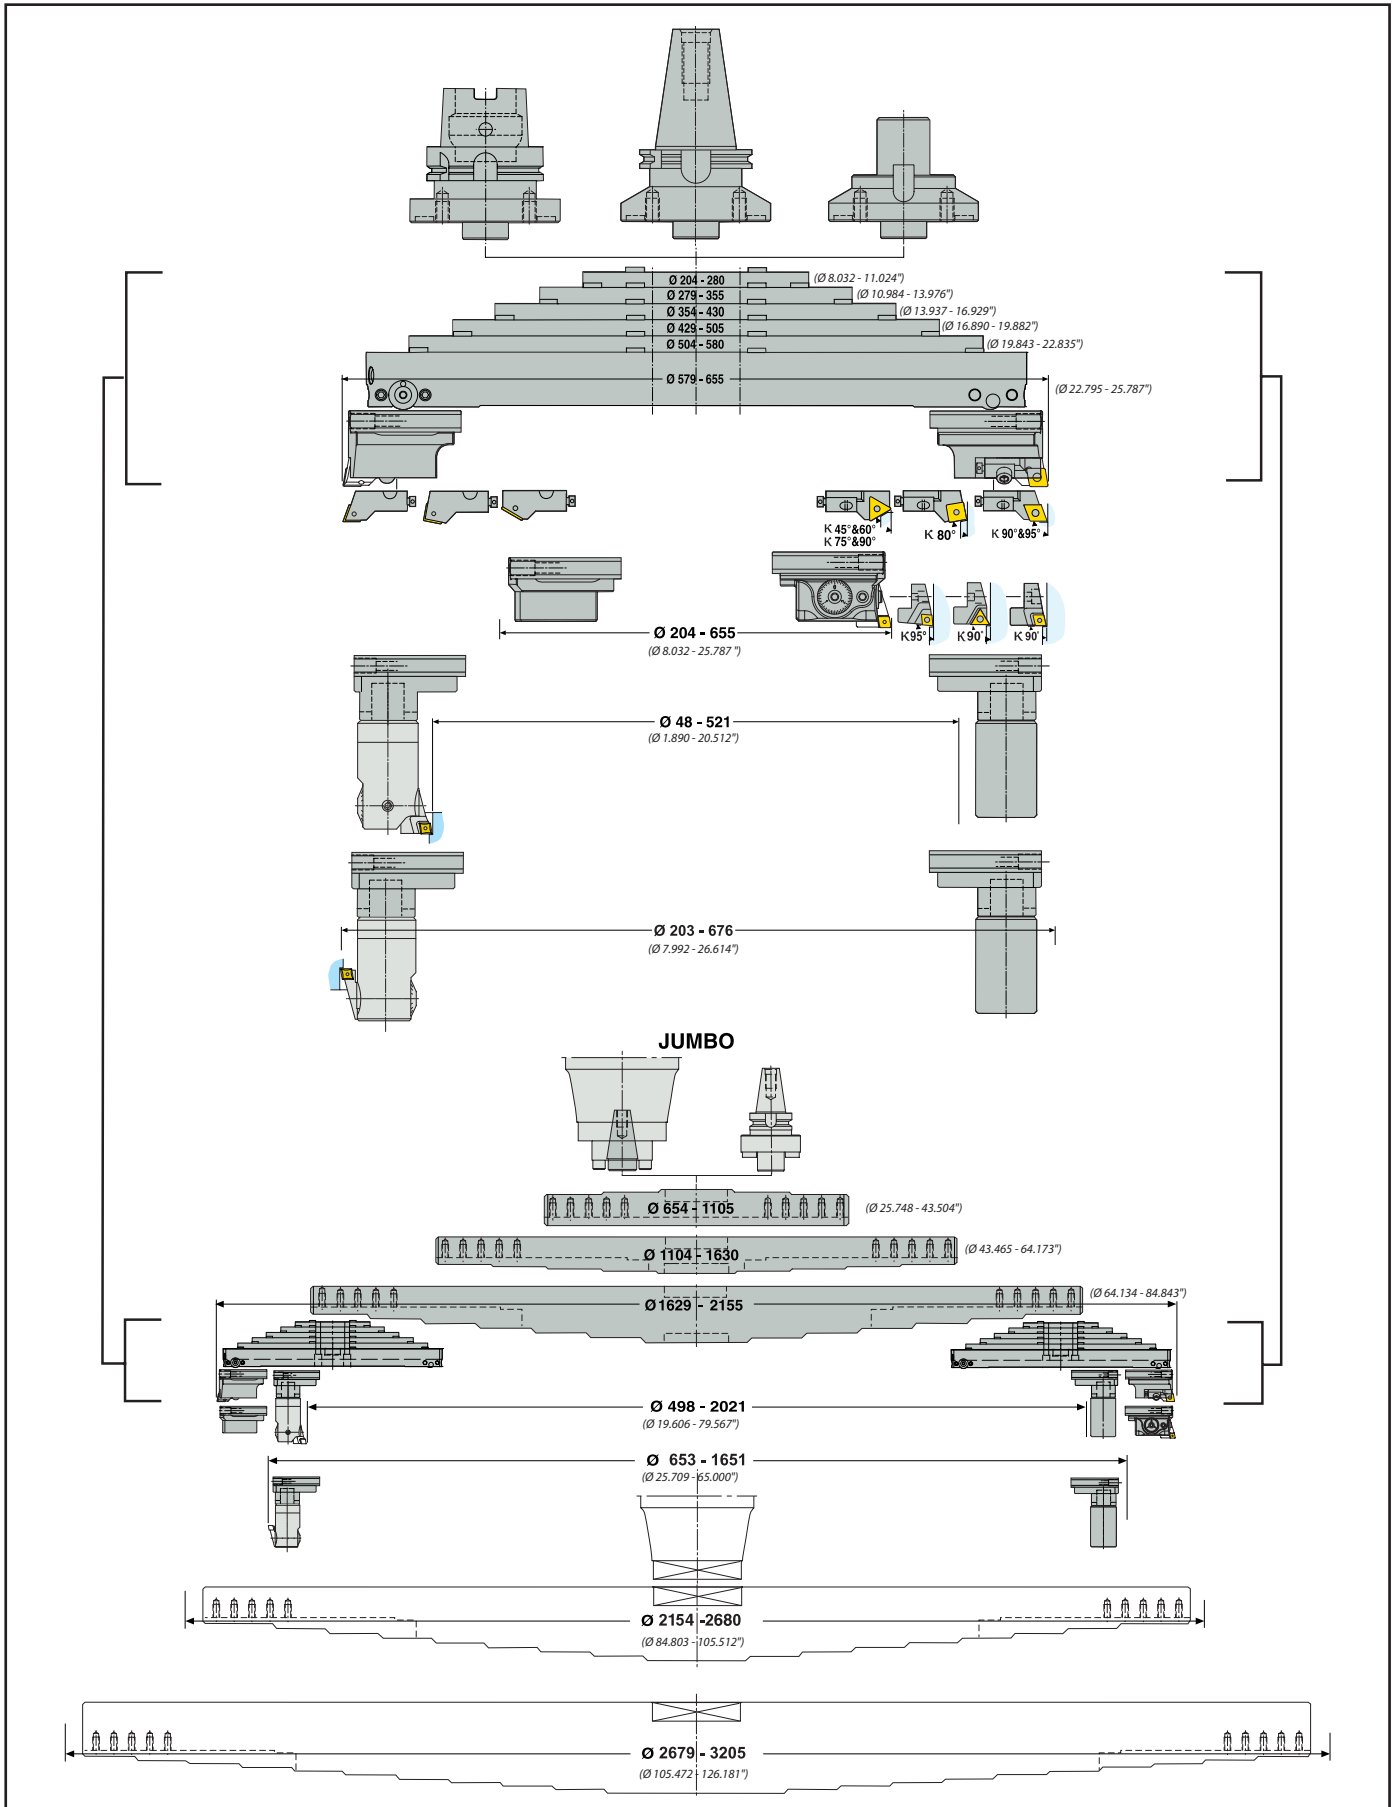 Ø 204 - 280 (Ø 8.032 - 11.024")
Ø 279 - 355 (Ø 10.984 - 13.976")
Ø 354 - 430 (Ø 13.937 - 16.929")
Ø 429 - 505 (Ø 16.890 - 19.882")
Ø 504 - 580 (Ø 19.843 - 22.835")
Ø 579 - 655 (Ø 22.795 - 25.787")
K 45°&60°
K 75°&90°
K 80°
K 90°&95°
K95°
K 90°
K 90°
Ø 204 - 655
(Ø 8.032 - 25.787 ")
Ø 48 - 521
(Ø 1.890 - 20.512")
Ø 203 - 676
(Ø 7.992 - 26.614")
JUMBO
Ø 654 - 1105 (Ø 25.748 - 43.504")
Ø 1104 - 1630 (Ø 43.465 - 64.173")
Ø 1629 - 2155 (Ø 64.134 - 84.843")
Ø 498 - 2021
(Ø 19.606 - 79.567")
Ø 653 - 1651
(Ø 25.709 - 65.000")
Ø 2154 -2680
(Ø 84.803 - 105.512")
Ø 2679 - 3205
(Ø 105.472 - 126.181")